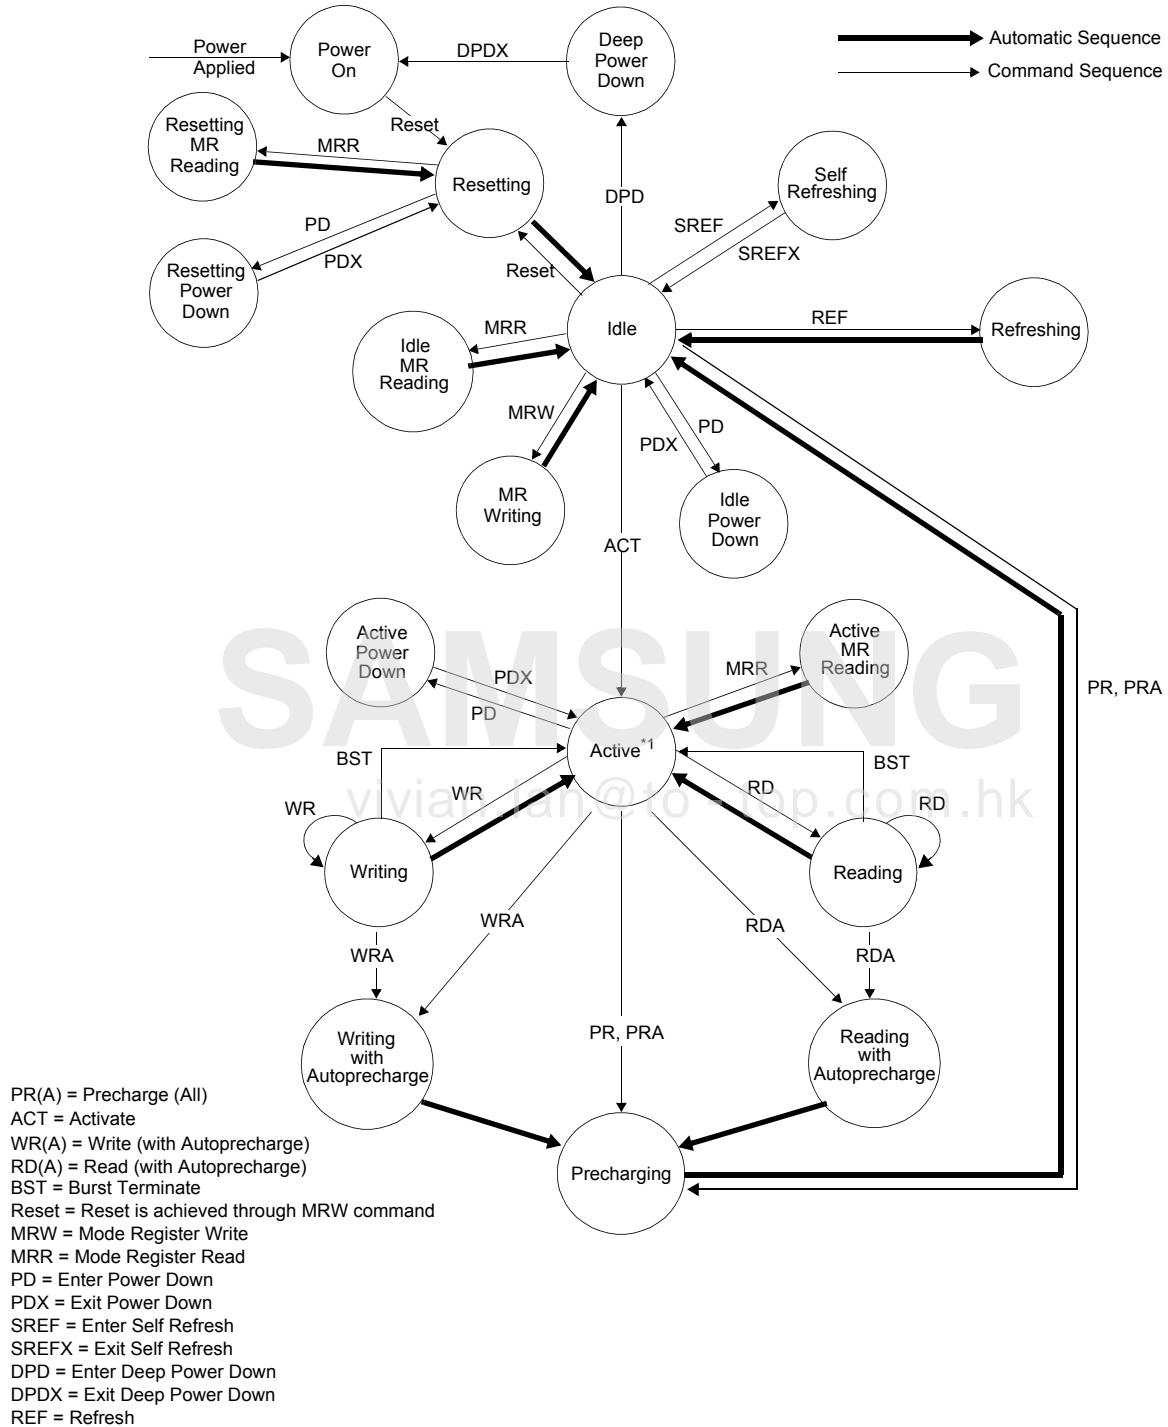 Power
Applied
Power
On
DPDX
Deep
Power
Down
Automatic Sequence
Command Sequence
Reset
Resetting
MR
Reading
MRR
Resetting
DPD
Self
Refreshing
SREF
SREFX
PD
PDX
Reset
Resetting
Power
Down
Idle
REF
Refreshing
MRR
Idle
MR
Reading
MRW
PD
PDX
MR
Writing
Idle
Power
Down
ACT
SAMSUNG
Active
Power
Down
PDX
PD
MRR
Active
MR
Reading
PR, PRA
Active*1
BST
BST
WR
RD
vivian.lan@to - top.com.hk
WR
RD
Writing
Reading
WRA
RDA
WRA
RDA
Writing
with
Autoprecharge
PR, PRA
Reading
with
Autoprecharge
Precharging
PR(A) = Precharge (All)
ACT = Activate
WR(A) = Write (with Autoprecharge)
RD(A) = Read (with Autoprecharge)
BST = Burst Terminate
Reset = Reset is achieved through MRW command
MRW = Mode Register Write
MRR = Mode Register Read
PD = Enter Power Down
PDX = Exit Power Down
SREF = Enter Self Refresh
SREFX = Exit Self Refresh
DPD = Enter Deep Power Down
DPDX = Exit Deep Power Down
REF = Refresh